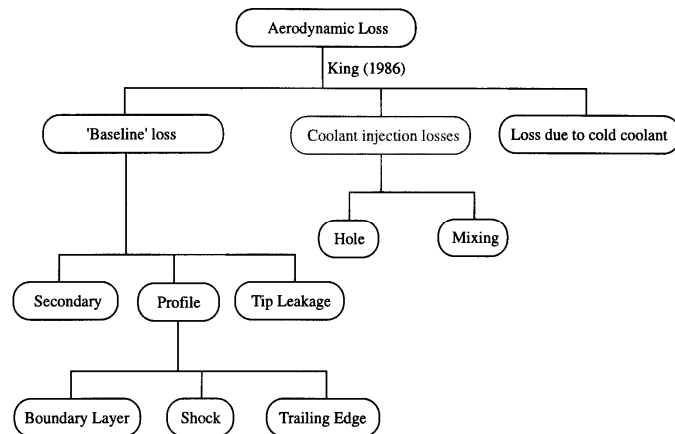 Aerodynamic Loss
King (1986)
'Baseline' loss
Coolant injection losses
Loss due to cold coolant
Hole
Mixing
Secondary
Profile
Tip Leakage
Boundary Layer
Shock
Trailing Edge